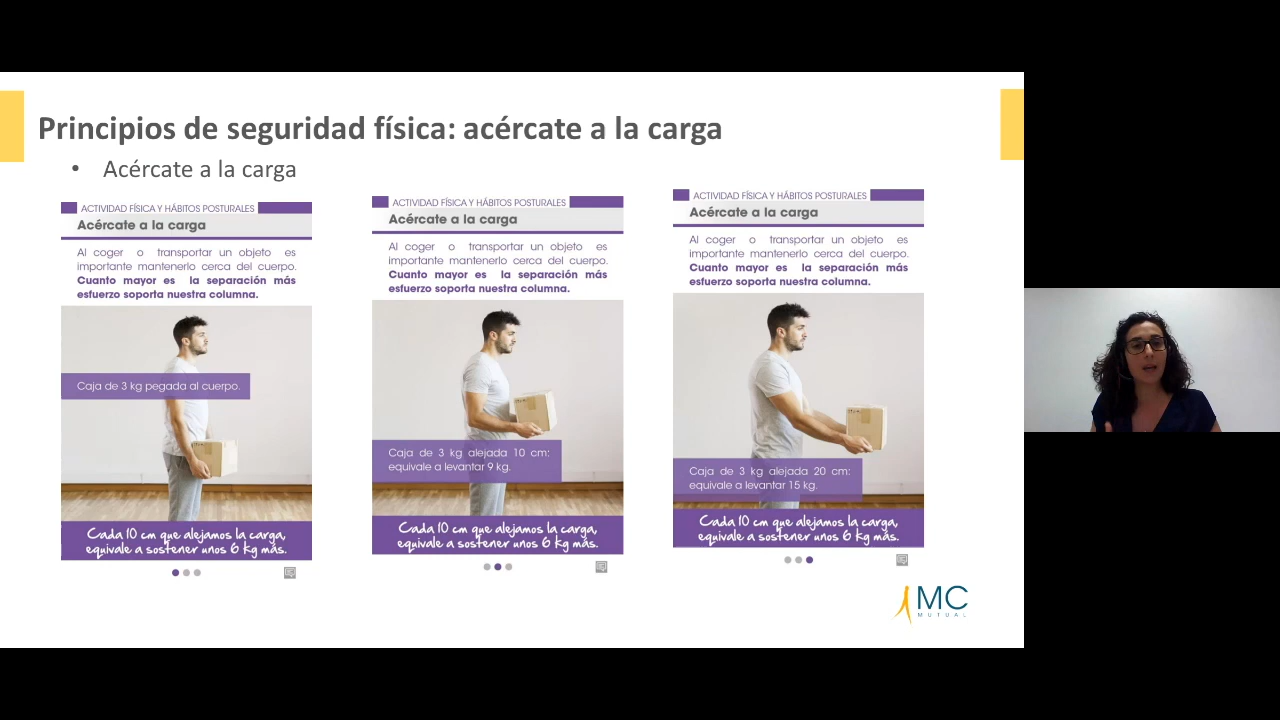 Principios de seguridad física: acércate a la carga
• Acércate a la carga
ACTIVIDAD FÍSICA Y HÁBITOS POSTURALES
Acércate a la carga
Al coger o transportar un objeto es
importante mantenerlo cerca del cuerpo.
Cuanto mayor es la separación más
esfuerzo soporta nuestra columna.
Caja de 3 kg pegada al cuerpo.
Cada 10 cm que alejamos la carga,
equivale a sostener unos 6 kg más.
ACTIVIDAD FÍSICA Y HÁBITOS POSTURALES
Acércate a la carga
Al coger o transportar un objeto es
importante mantenerlo cerca del cuerpo.
Cuanto mayor es la separación más
esfuerzo soporta nuestra columna.
Caja de 3 kg alejada 10 cm:
equivale a levantar 9 kg.
Cada 10 cm que alejamos la carga,
equivale a sostener unos 6 kg más.
ACTIVIDAD FÍSICA Y HÁBITOS POSTURALES
Acércate a la carga
Al coger o transportar un objeto es
importante mantenerlo cerca del cuerpo.
Cuanto mayor es la separación más
esfuerzo soporta nuestra columna.
Caja de 3 kg alejada 20 cm:
equivale a levantar 15 kg.
Cada 10 cm que alejamos la carga,
equivale a sostener unos 6 kg más.
MC
MUTUAL